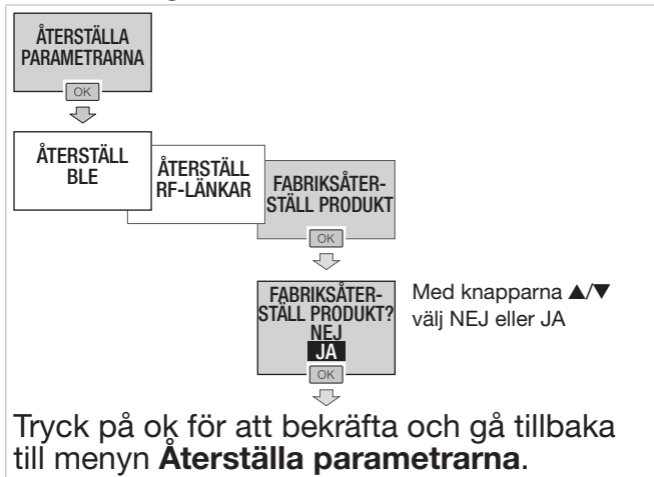 ÅTERSTÄLLA
PARAMETRARNA
OK
ÅTERSTÄLL
BLE
ÅTERSTÄLL
RF-LÄNKAR
FABRIKSÅTER-
STÄLL PRODUKT
OK
FABRIKSÅTER-
STÄLL PRODUKT?
NEJ
JA
OK
Med knapparna ▲/▼
välj NEJ eller JA
Tryck på ok för att bekräfta och gå tillbaka
till menyn Återställa parametrarna.